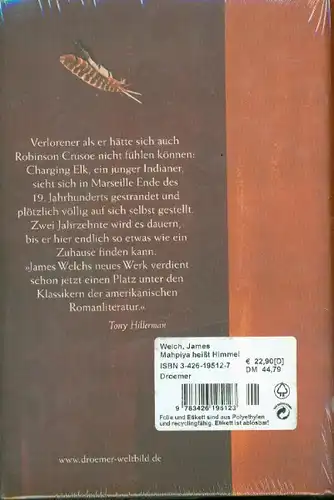 Verlorener als er hätte sich auch
Robinson Crusoe nicht fühlen können:
Charging Elk, ein junger Indianer,
sieht sich in Marseille Ende des
19. Jahrhunderts gestrandet und
plötzlich völlig auf sich selbst gestellt.
Zwei Jahrzehnte wird es dauern,
bis er hier endlich so etwas wie ein
Zuhause finden kann.
»James Welchs neues Werk verdient
schon jetzt einen Platz unter den
Klassikern der amerikanischen
Romanliteratur.«
Tony Hillerman
Welch, James
Mahpiya heißt Himmel
ISBN 3-426-19512-7
Droemer
€ 22,90[D]
DM 44,79
9 783426 195123
Folie und Etikett sind aus Polyethylen
und recyclingfähig. Etikett ist ablösbar!
www.droemer-weltbild.de